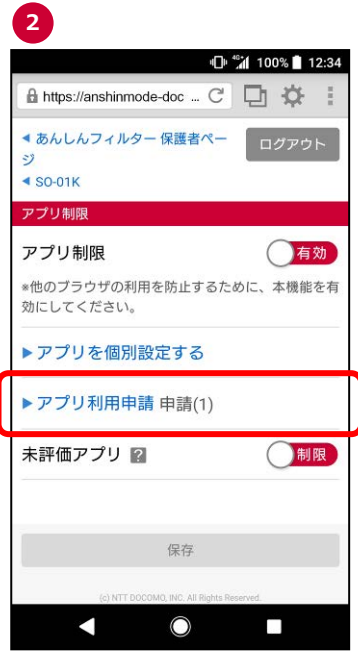 2
4G 100% 12:34
https://anshinmode-doc ...
◀ あんしんフィルター 保護者ペー
ジ
ログアウト
◀ SO-01K
アプリ制限
アプリ制限 有効
※他のブラウザの利用を防止するために、本機能を有
効にしてください。
▶アプリを個別設定する
▶アプリ利用申請 申請(1)
未評価アプリ ? 制限
保存
(c) NTT DOCOMO, INC. All Rights Reserved.